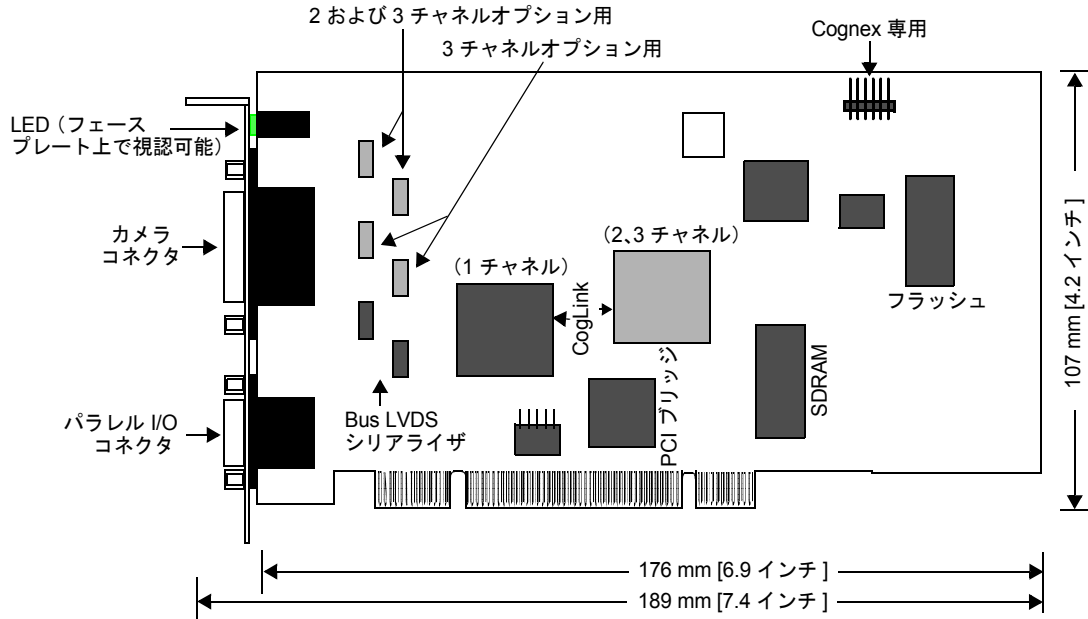 2 および 3 チャネルオプション用
3 チャネルオプション用
Cognex 専用
LED（フェース
プレート上で視認可能）
カメラ
コネクタ
（1 チャネル）
（2、3 チャネル）
CogLink
フラッシュ
107 mm [4.2 インチ ]
SDRAM
PCI ブリッジ
パラレル I/O
コネクタ
Bus LVDS
シリアライザ
176 mm [6.9 インチ ]
189 mm [7.4 インチ ]